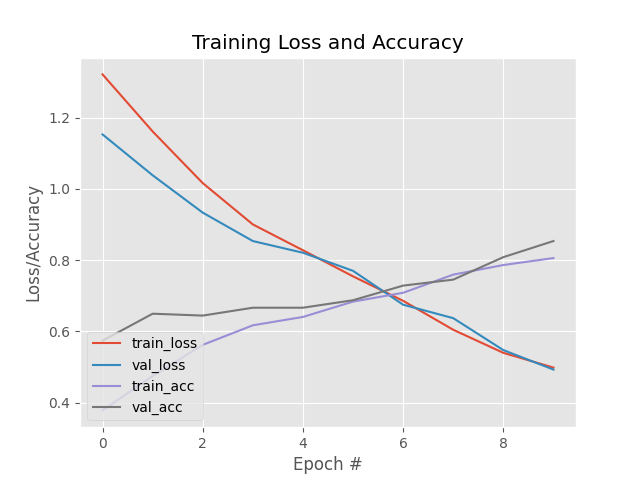 Training Loss and Accuracy
Loss/Accuracy
1.2
1.0
0.8
0.6
0.4
train_loss
val_loss
train_acc
val_acc
0 2 4 6 8
Epoch #